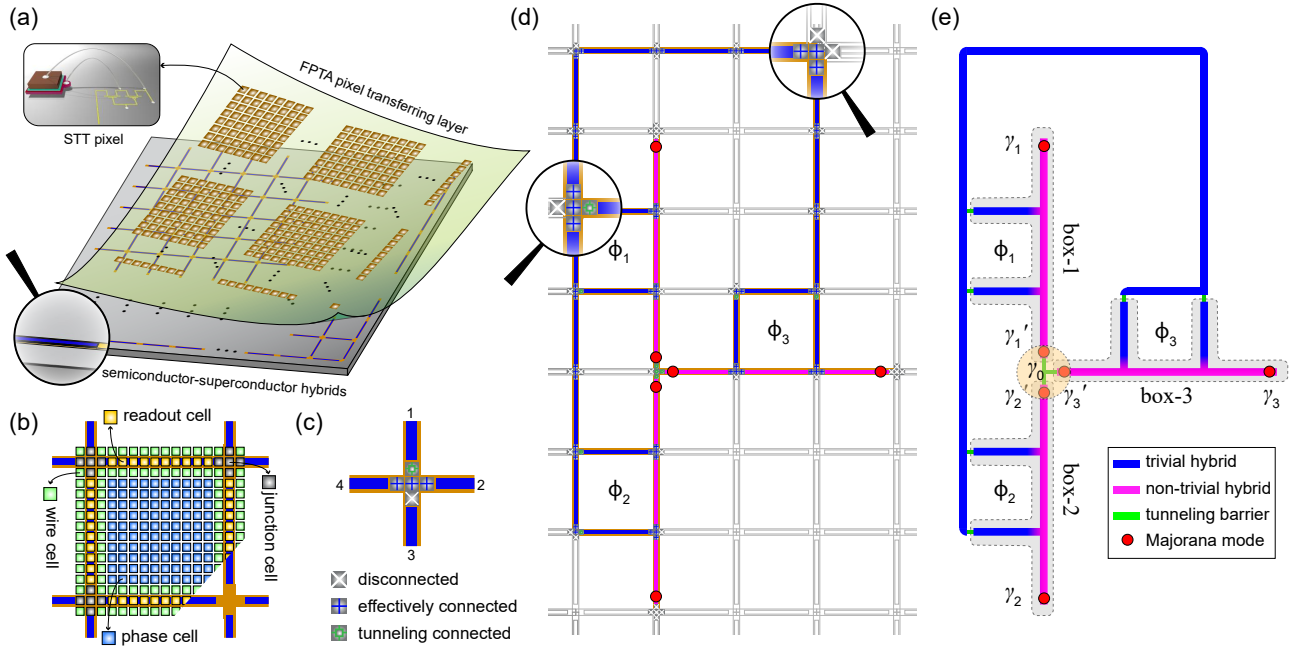 (a)
FPTA pixel transferring layer
STT pixel
semiconductor-superconductor hybrids
(b)
readout cell
wire cell
junction cell
phase cell
(c)
1
4
2
3
disconnected
effectively connected
tunneling connected
(d)
ϕ1
ϕ3
ϕ2
(e)
γ1
box-1
ϕ1
ϕ3
γ1′
γ0
γ2′
γ3′
box-3
γ3
box-2
ϕ2
γ2
trivial hybrid
non-trivial hybrid
tunneling barrier
Majorana mode